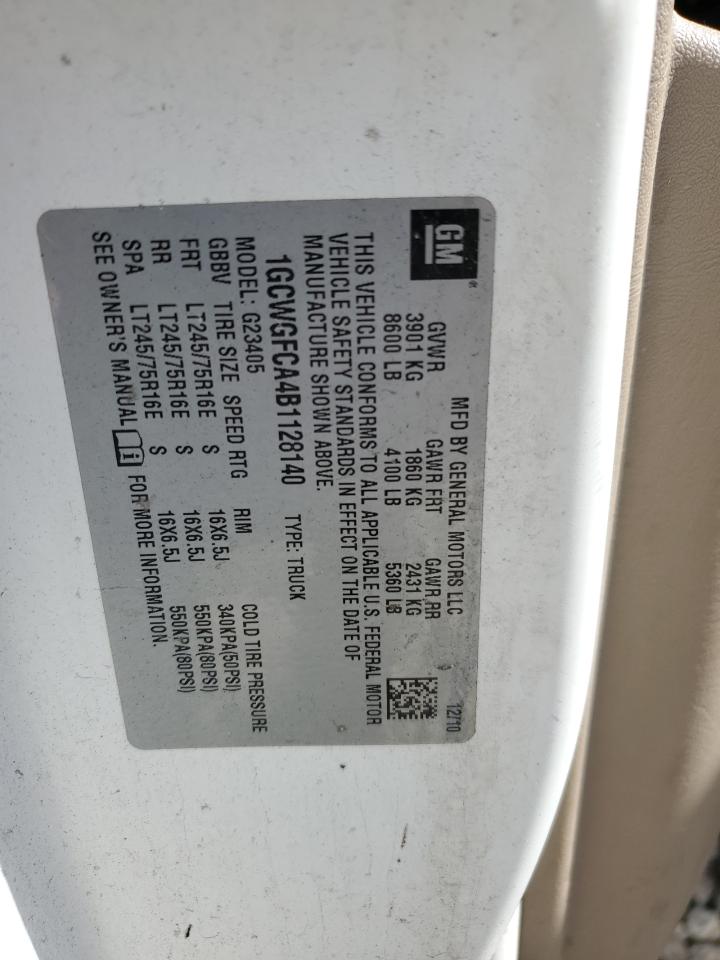 GM
MFD BY GENERAL MOTORS LLC 12/10
GVWR GAWR FRT GAWR RR
3901 KG 1860 KG 2431 KG
8600 LB 4100 LB 5360 LB
THIS VEHICLE CONFORMS TO ALL APPLICABLE U.S. FEDERAL MOTOR
VEHICLE SAFETY STANDARDS IN EFFECT ON THE DATE OF
MANUFACTURE SHOWN ABOVE.
1GCWGFCA4B1128140 TYPE: TRUCK
MODEL: G23405
GBBV TIRE SIZE SPEED RTG RIM COLD TIRE PRESSURE
FRT LT245/75R16E S 16X6.5J 340KPA(50PSI)
RR LT245/75R16E S 16X6.5J 550KPA(80PSI)
SPA LT245/75R16E S 16X6.5J 550KPA(80PSI)
SEE OWNER'S MANUAL FOR MORE INFORMATION.